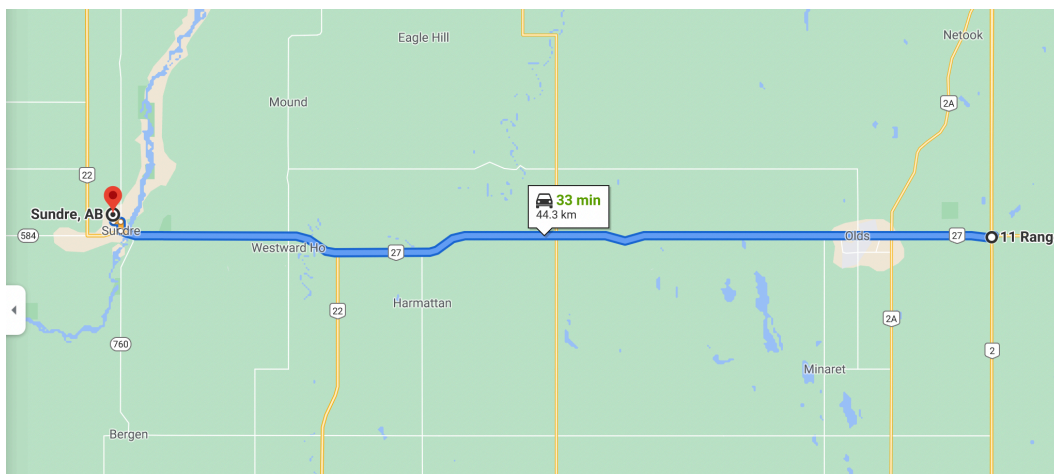 Eagle Hill
Netook
Mound
2A
22
33 min
44.3 km
Sundre, AB
Sundre
584
Westward Ho
27
Olds
27
11 Rang
Harmattan
22
2A
760
2
Minaret
Bergen